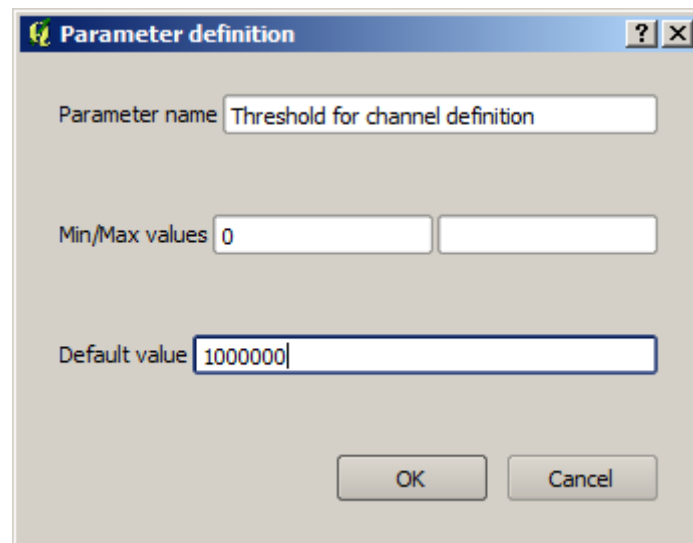 Parameter definition
Parameter name Threshold for channel definition
Min/Max values 0
Default value 1000000
OK Cancel